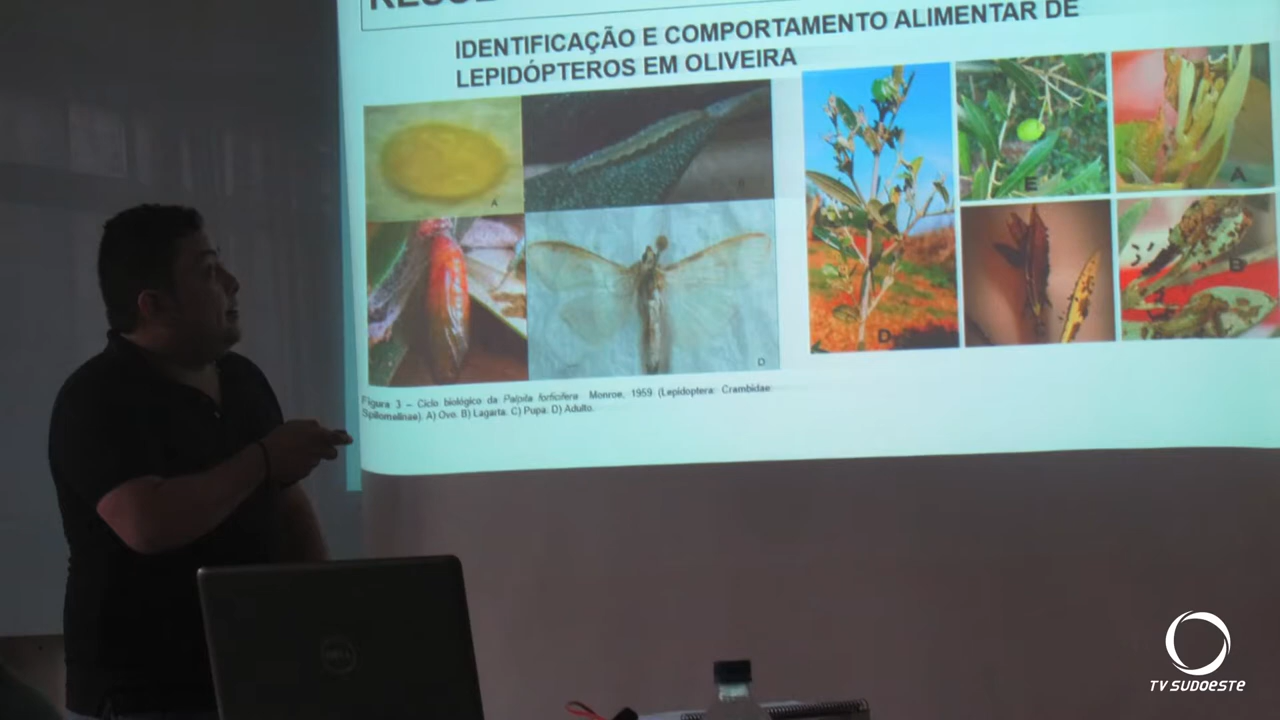 IDENTIFICAÇÃO E COMPORTAMENTO ALIMENTAR DE
LEPIDÓPTEROS EM OLIVEIRA
A
B
D
D
E
A
B
Figura 3 – Ciclo biológico da Palpita forficifera Monroe, 1959 (Lepidoptera: Crambidae:
Spilomelinae). A) Ovo. B) Lagarta. C) Pupa. D) Adulto.
DELL
TV SUDOESTE